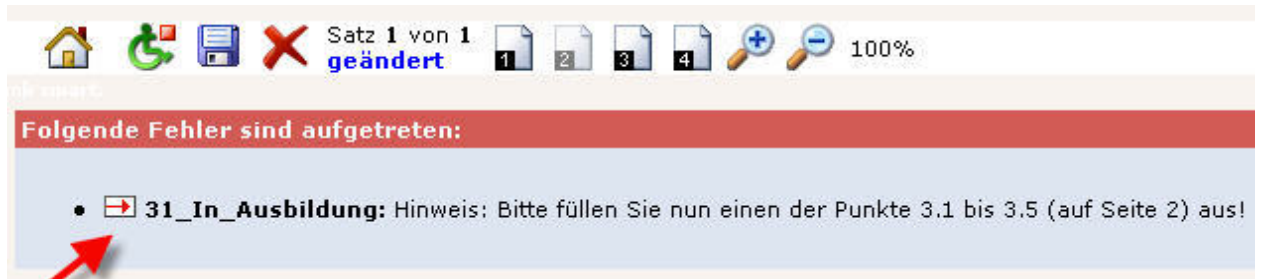 Satz 1 von 1
geändert
1
2
3
4
100%
Folgende Fehler sind aufgetreten:
31_In_Ausbildung: Hinweis: Bitte füllen Sie nun einen der Punkte 3.1 bis 3.5 (auf Seite 2) aus!